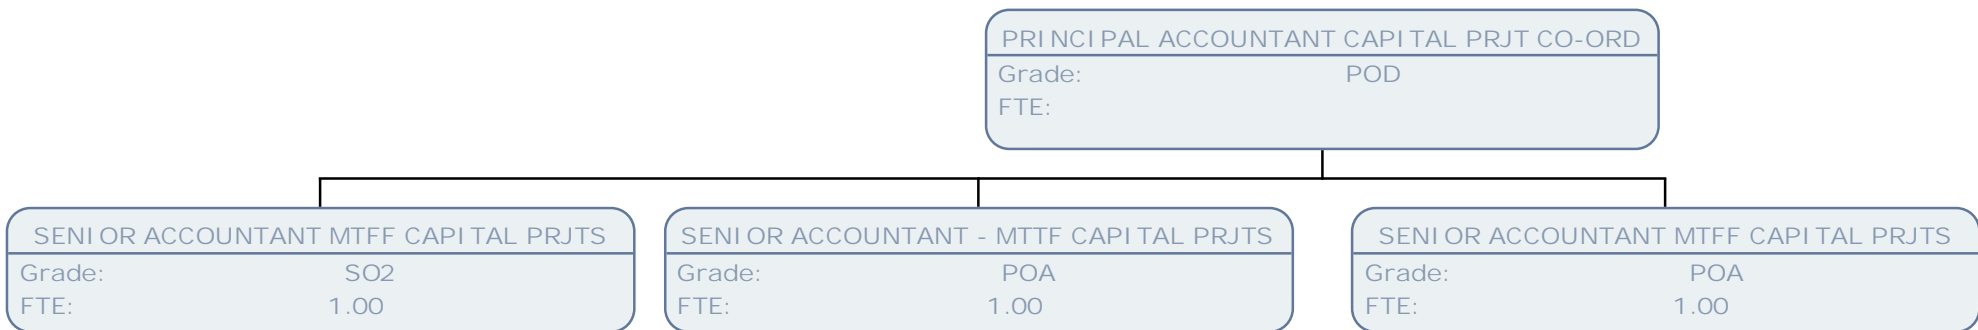 PRINCIPAL ACCOUNTANT CAPITAL PRJT CO-ORD
Grade: POD
FTE:
SENIOR ACCOUNTANT MTFF CAPITAL PRJTS
Grade: SO2
FTE: 1.00
SENIOR ACCOUNTANT - MTTF CAPITAL PRJTS
Grade: POA
FTE: 1.00
SENIOR ACCOUNTANT MTFF CAPITAL PRJTS
Grade: POA
FTE: 1.00